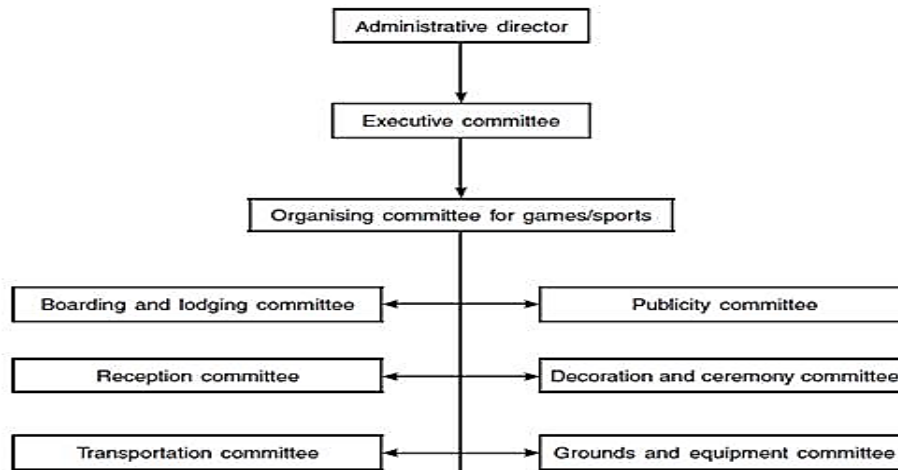 Administrative director
Executive committee
Organising committee for games/sports
Boarding and lodging committee
Publicity committee
Reception committee
Decoration and ceremony committee
Transportation committee
Grounds and equipment committee